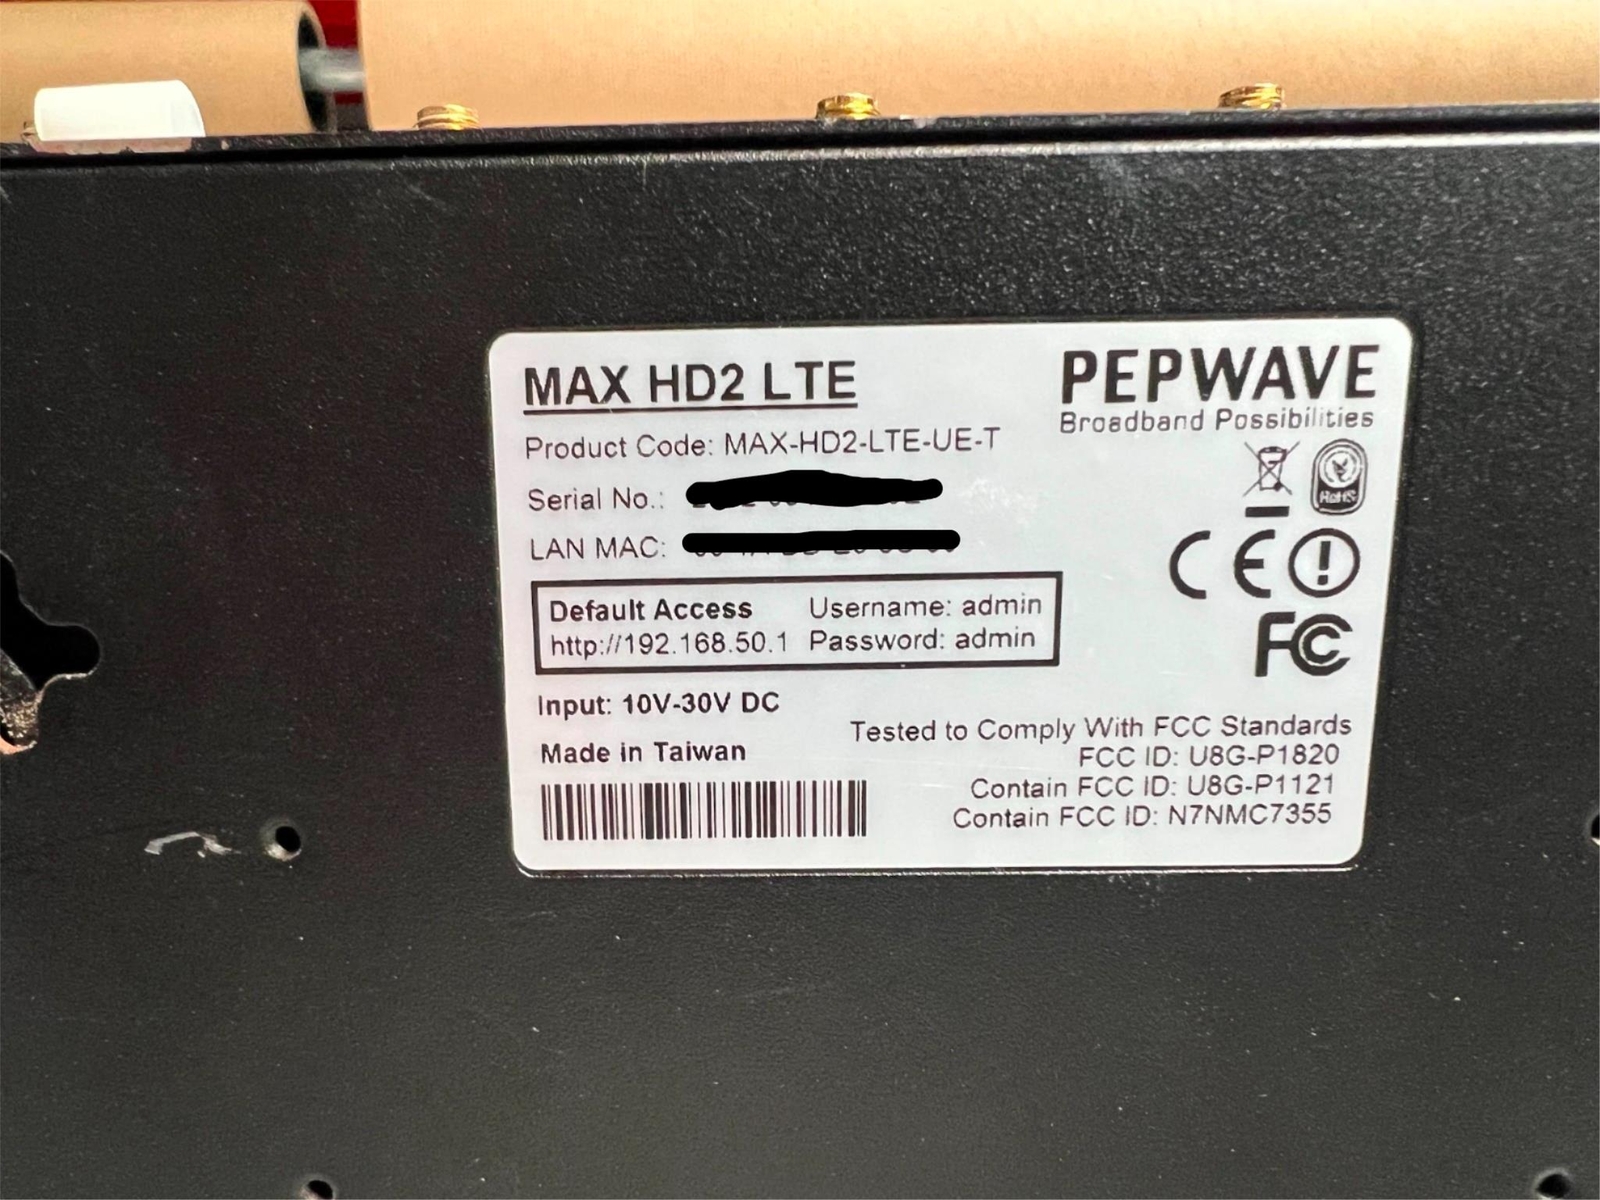 MAX HD2 LTE
PEPWAVE
Broadband Possibilities
Product Code: MAX-HD2-LTE-UE-T
Serial No.:
LAN MAC:
RoHS
CE
FC
Default Access Username: admin
http://192.168.50.1 Password: admin
Input: 10V-30V DC
Made in Taiwan
Tested to Comply With FCC Standards
FCC ID: U8G-P1820
Contain FCC ID: U8G-P1121
Contain FCC ID: N7NMC7355